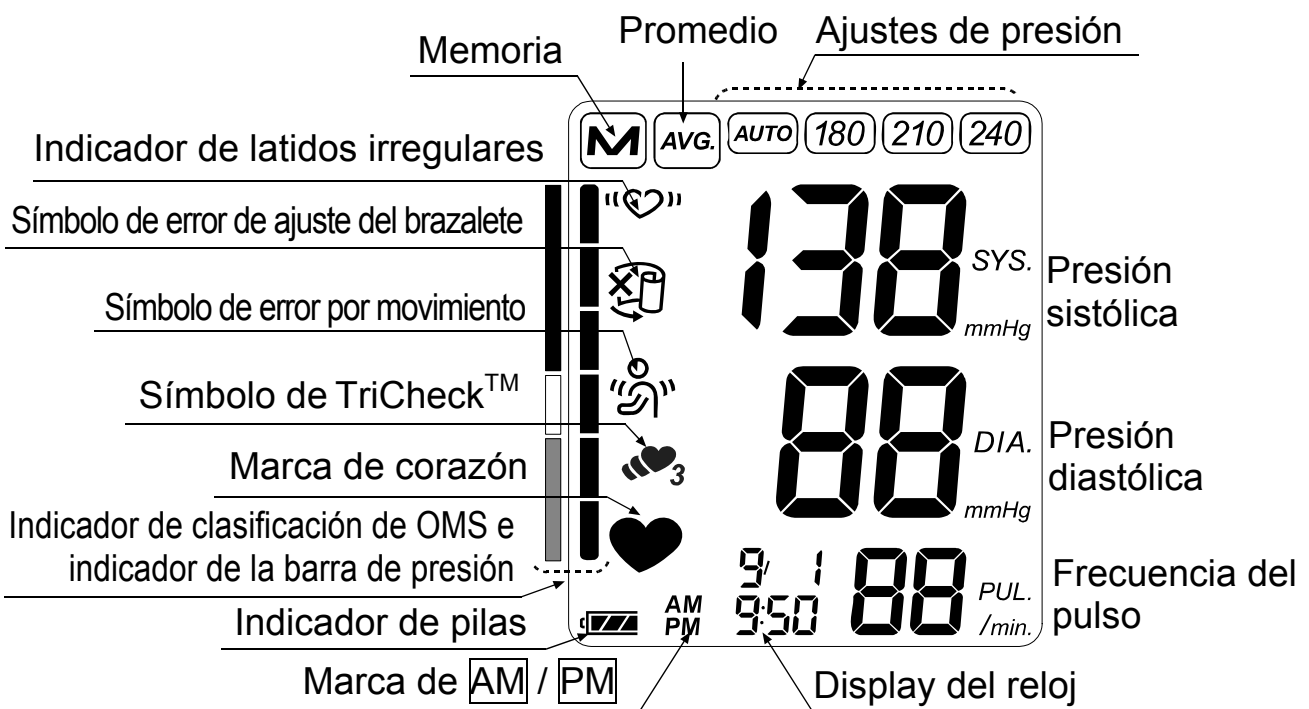 Promedio
Ajustes de presión
Memoria
M AVG. AUTO 180 210 240
Indicador de latidos irregulares
Símbolo de error de ajuste del brazalete
138 SYS. mmHg
Presión
sistólica
Símbolo de error por movimiento
Símbolo de TriCheck™
3
88 DIA. mmHg
Presión
diastólica
Marca de corazón
Indicador de clasificación de OMS e
indicador de la barra de presión
9/ 1
88 PUL. /min.
Frecuencia del
pulso
Indicador de pilas
AM
PM 9:50
Marca de AM / PM
Display del reloj